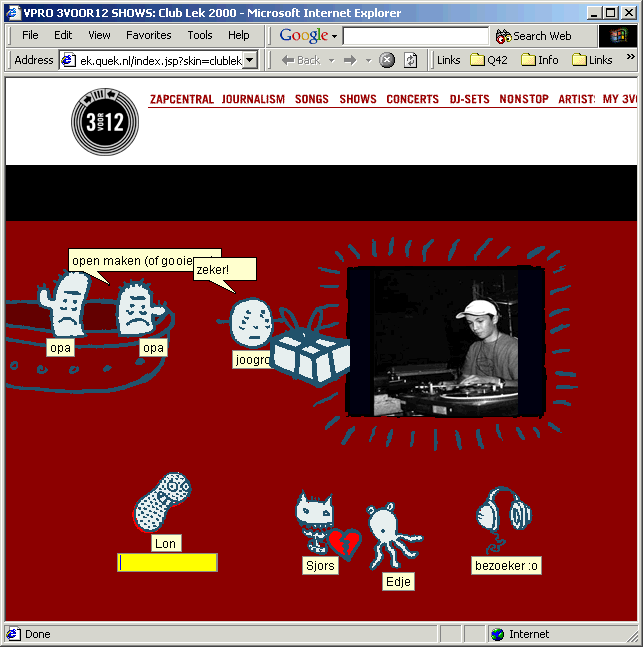 VPRO 3VOOR12 SHOWS: Club Lek 2000 - Microsoft Internet Explorer
File Edit View Favorites Tools Help Google Search Web
Address ek.quek.nl/index.jsp?skin=clublek Back Links Q42 Info Links »
3 VOOR 12
ZAPCENTRAL JOURNALISM SONGS SHOWS CONCERTS DJ-SETS NONSTOP ARTISTS MY
open maken (of gooie
zeker!
opa
opa
joogro
Lon
Sjors
Edje
bezoeker :o
Done Internet